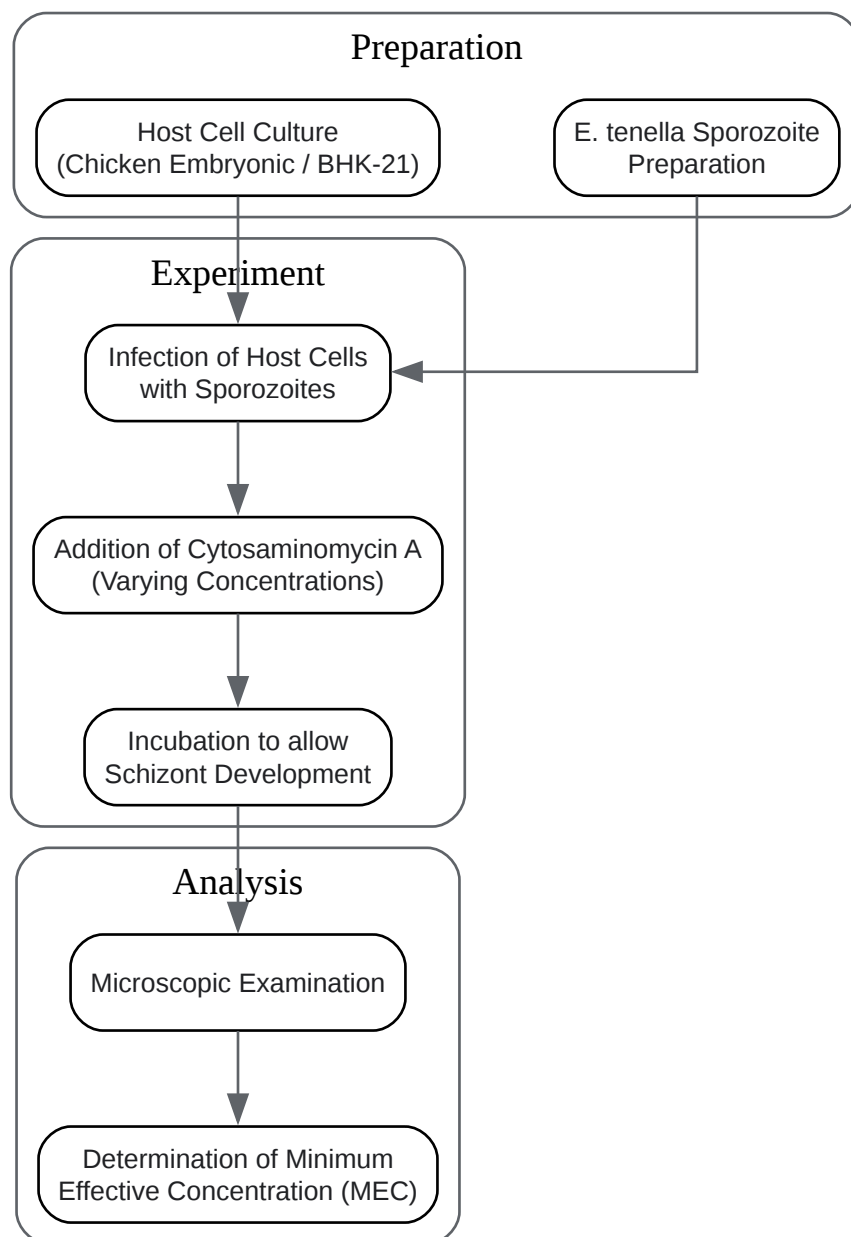 Preparation
Host Cell Culture
(Chicken Embryonic / BHK-21)
E. tenella Sporozoite
Preparation
Experiment
Infection of Host Cells
with Sporozoites
Addition of Cytosaminomycin A
(Varying Concentrations)
Incubation to allow
Schizont Development
Analysis
Microscopic Examination
Determination of Minimum
Effective Concentration (MEC)